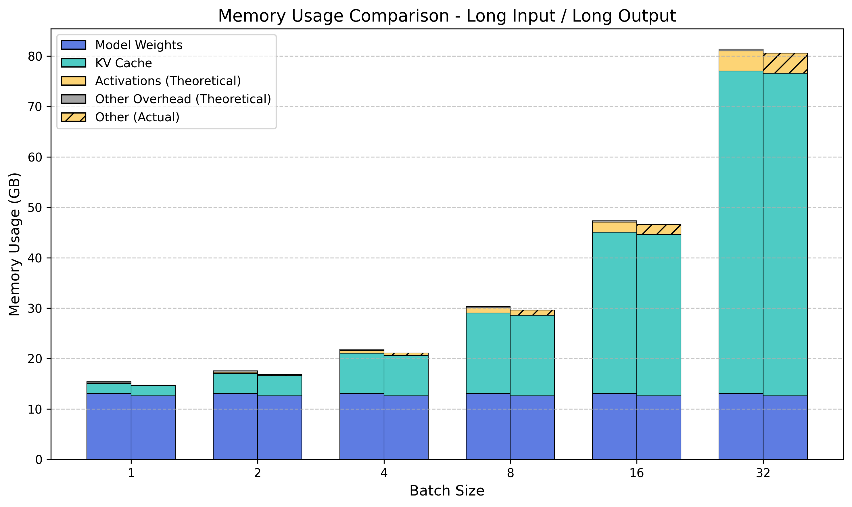 Memory Usage Comparison - Long Input / Long Output
Model Weights
KV Cache
Activations (Theoretical)
Other Overhead (Theoretical)
Other (Actual)
Memory Usage (GB)
80
70
60
50
40
30
20
10
0
1 2 4 8 16 32
Batch Size